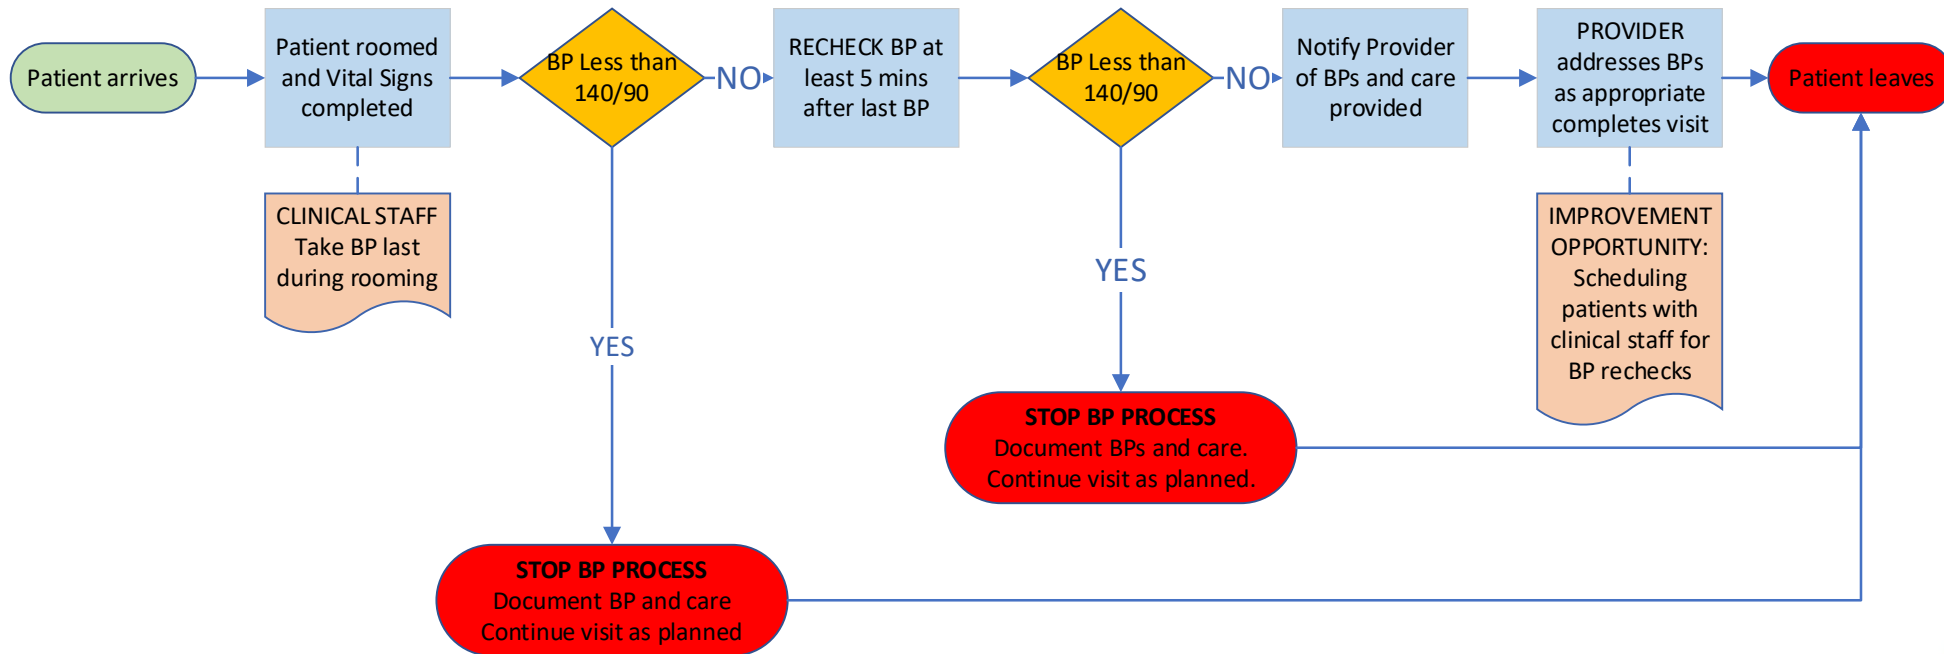 Patient arrives
Patient roomed
and Vital Signs
completed
BP Less than
140/90
NO
RECHECK BP at
least 5 mins
after last BP
BP Less than
140/90
NO
Notify Provider
of BPs and care
provided
PROVIDER
addresses BPs
as appropriate
completes visit
Patient leaves
CLINICAL STAFF
Take BP last
during rooming
YES
YES
IMPROVEMENT
OPPORTUNITY:
Scheduling
patients with
clinical staff for
BP rechecks
STOP BP PROCESS
Document BPs and care.
Continue visit as planned.
STOP BP PROCESS
Document BP and care
Continue visit as planned